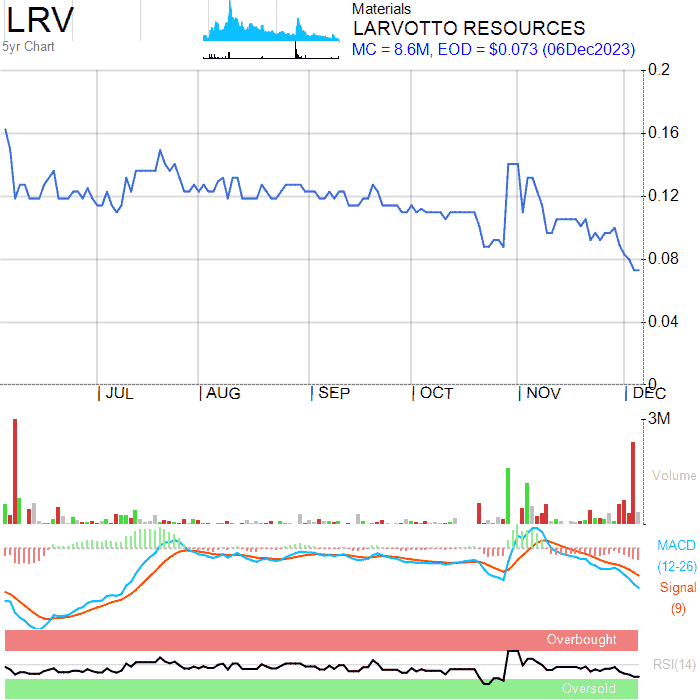 LRV
5yr Chart
Materials
LARVOTTO RESOURCES
MC = 8.6M, EOD = $0.073 (06Dec2023)
0.2
0.16
0.12
0.08
0.04
0
JUL AUG SEP OCT NOV DEC
3M
Volume
MACD
(12-26)
Signal
(9)
Overbought
RSI(14)
Oversold